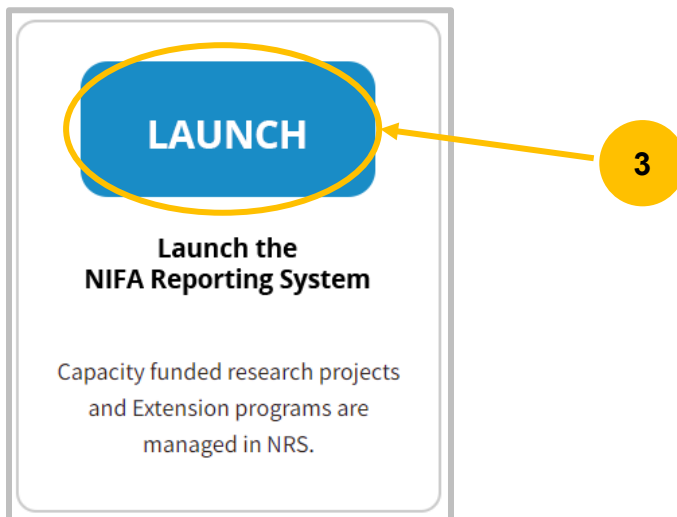 LAUNCH
3
Launch the
NIFA Reporting System
Capacity funded research projects
and Extension programs are
managed in NRS.